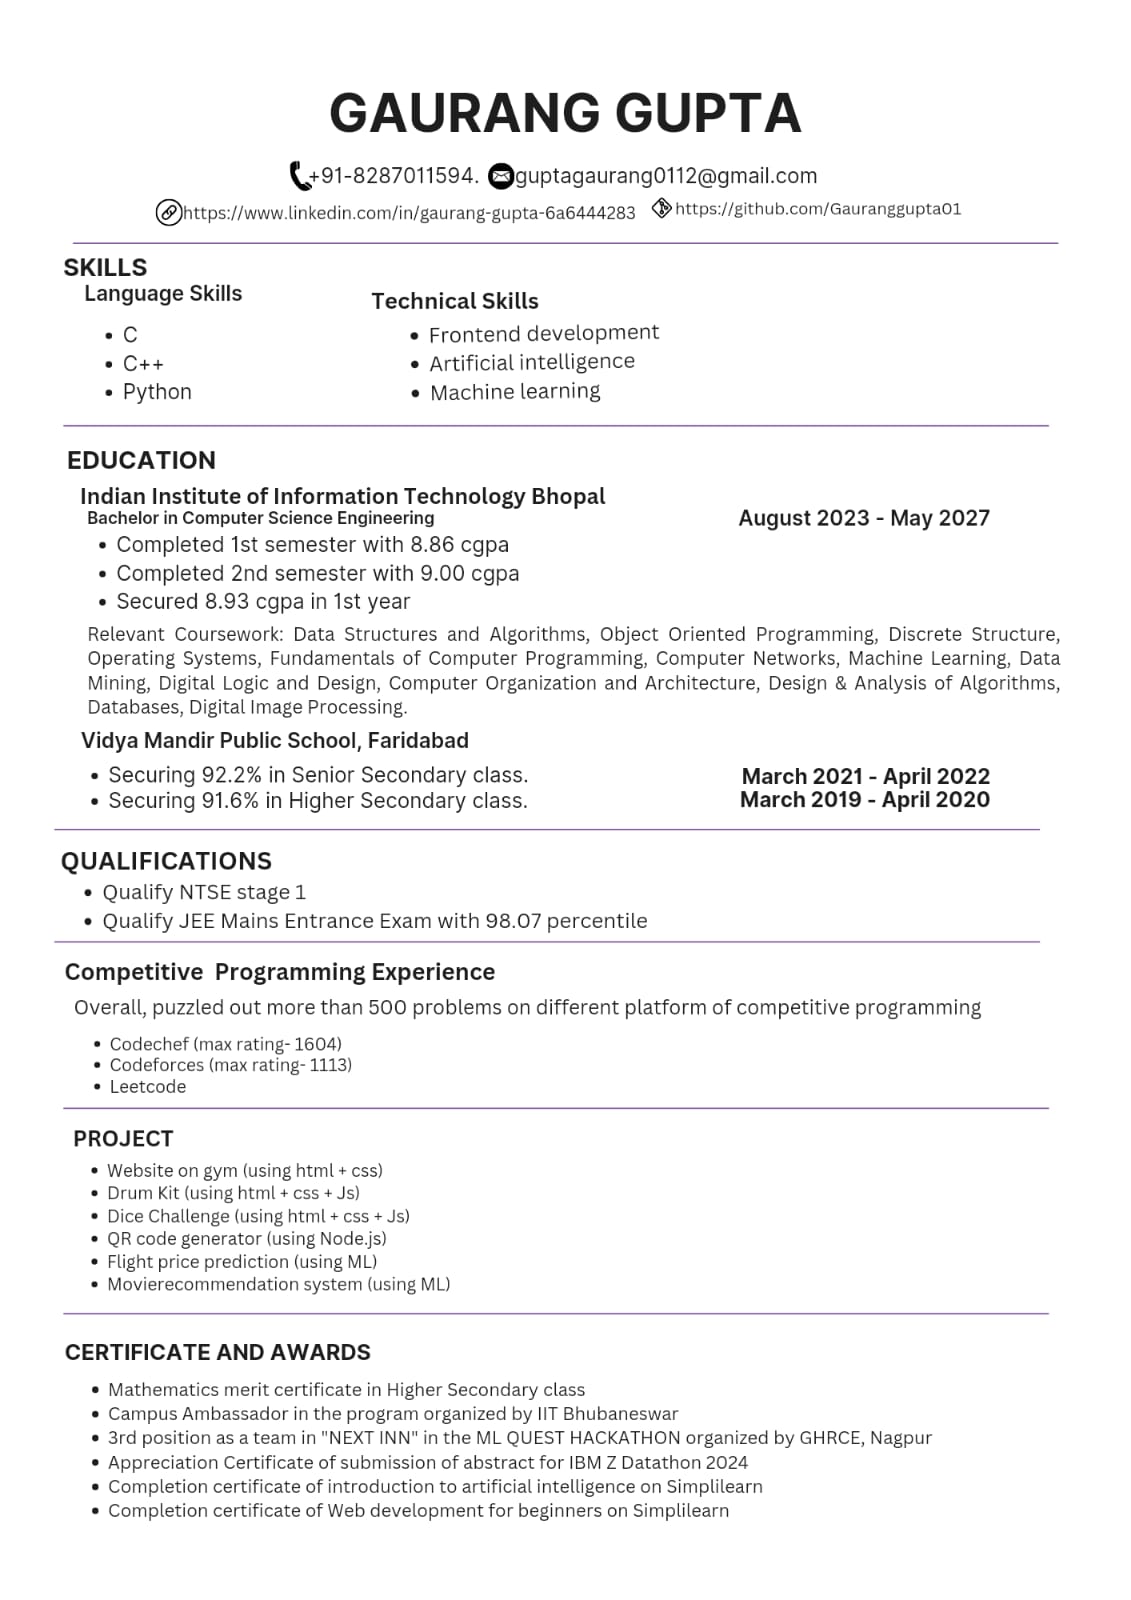 GAURANG GUPTA
+91-8287011594. guptagaurang0112@gmail.com
https://www.linkedin.com/in/gaurang-gupta-6a6444283 https://github.com/Gauranggupta01
SKILLS
Language Skills
• C
• C++
• Python
Technical Skills
• Frontend development
• Artificial intelligence
• Machine learning
EDUCATION
Indian Institute of Information Technology Bhopal
Bachelor in Computer Science Engineering August 2023 - May 2027
• Completed 1st semester with 8.86 cgpa
• Completed 2nd semester with 9.00 cgpa
• Secured 8.93 cgpa in 1st year
Relevant Coursework: Data Structures and Algorithms, Object Oriented Programming, Discrete Structure,
Operating Systems, Fundamentals of Computer Programming, Computer Networks, Machine Learning, Data
Mining, Digital Logic and Design, Computer Organization and Architecture, Design & Analysis of Algorithms,
Databases, Digital Image Processing.
Vidya Mandir Public School, Faridabad
• Securing 92.2% in Senior Secondary class. March 2021 - April 2022
• Securing 91.6% in Higher Secondary class. March 2019 - April 2020
QUALIFICATIONS
• Qualify NTSE stage 1
• Qualify JEE Mains Entrance Exam with 98.07 percentile
Competitive Programming Experience
Overall, puzzled out more than 500 problems on different platform of competitive programming
• Codechef (max rating- 1604)
• Codeforces (max rating- 1113)
• Leetcode
PROJECT
• Website on gym (using html + css)
• Drum Kit (using html + css + Js)
• Dice Challenge (using html + css + Js)
• QR code generator (using Node.js)
• Flight price prediction (using ML)
• Movierecommendation system (using ML)
CERTIFICATE AND AWARDS
• Mathematics merit certificate in Higher Secondary class
• Campus Ambassador in the program organized by IIT Bhubaneswar
• 3rd position as a team in "NEXT INN" in the ML QUEST HACKATHON organized by GHRCE, Nagpur
• Appreciation Certificate of submission of abstract for IBM Z Datathon 2024
• Completion certificate of introduction to artificial intelligence on Simplilearn
• Completion certificate of Web development for beginners on Simplilearn